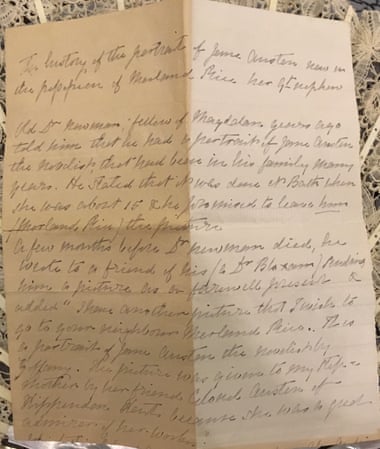 The history of the portrait of Jane Austen now in
the possession of Morland Rice her Gt nephew
Old Dr Newman, fellow of Magdalen years ago
told him that he had a portrait of Jane Austen
the novelist, that had been in his family many
years. He stated that it was done at Bath when
she was about 15 & he promised to leave him
(Morland Rice) the picture
A few months before Dr Newman died, he
wrote to a friend of his (a Dr Bloxam) sending
him a picture as a farewell present &
added "I have another picture that I wish to
go to your neighbour Morland Rice. It is
a portrait of Jane Austen the novelist by
Zoffany. The picture was given to my step-
mother by her friend Colonel Austen of
Kippendon Kent because she was a great
admirer of her works